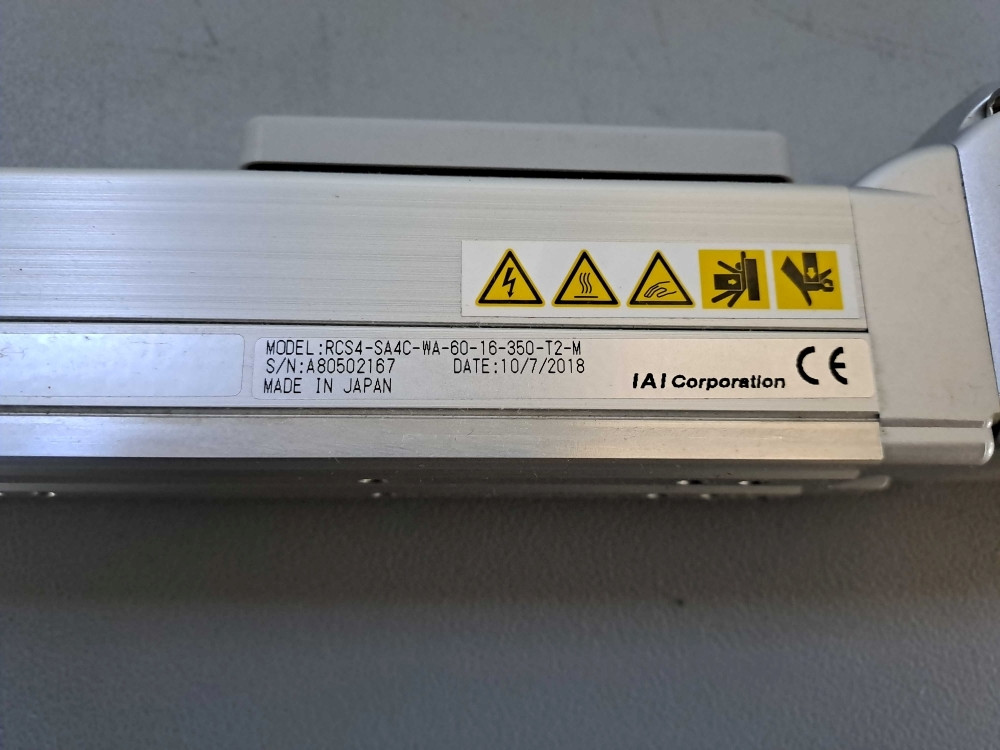 MODEL:RCS4-SA4C-WA-60-16-350-T2-M
S/N:A80502167 DATE:10/7/2018
MADE IN JAPAN
IAI Corporation CE